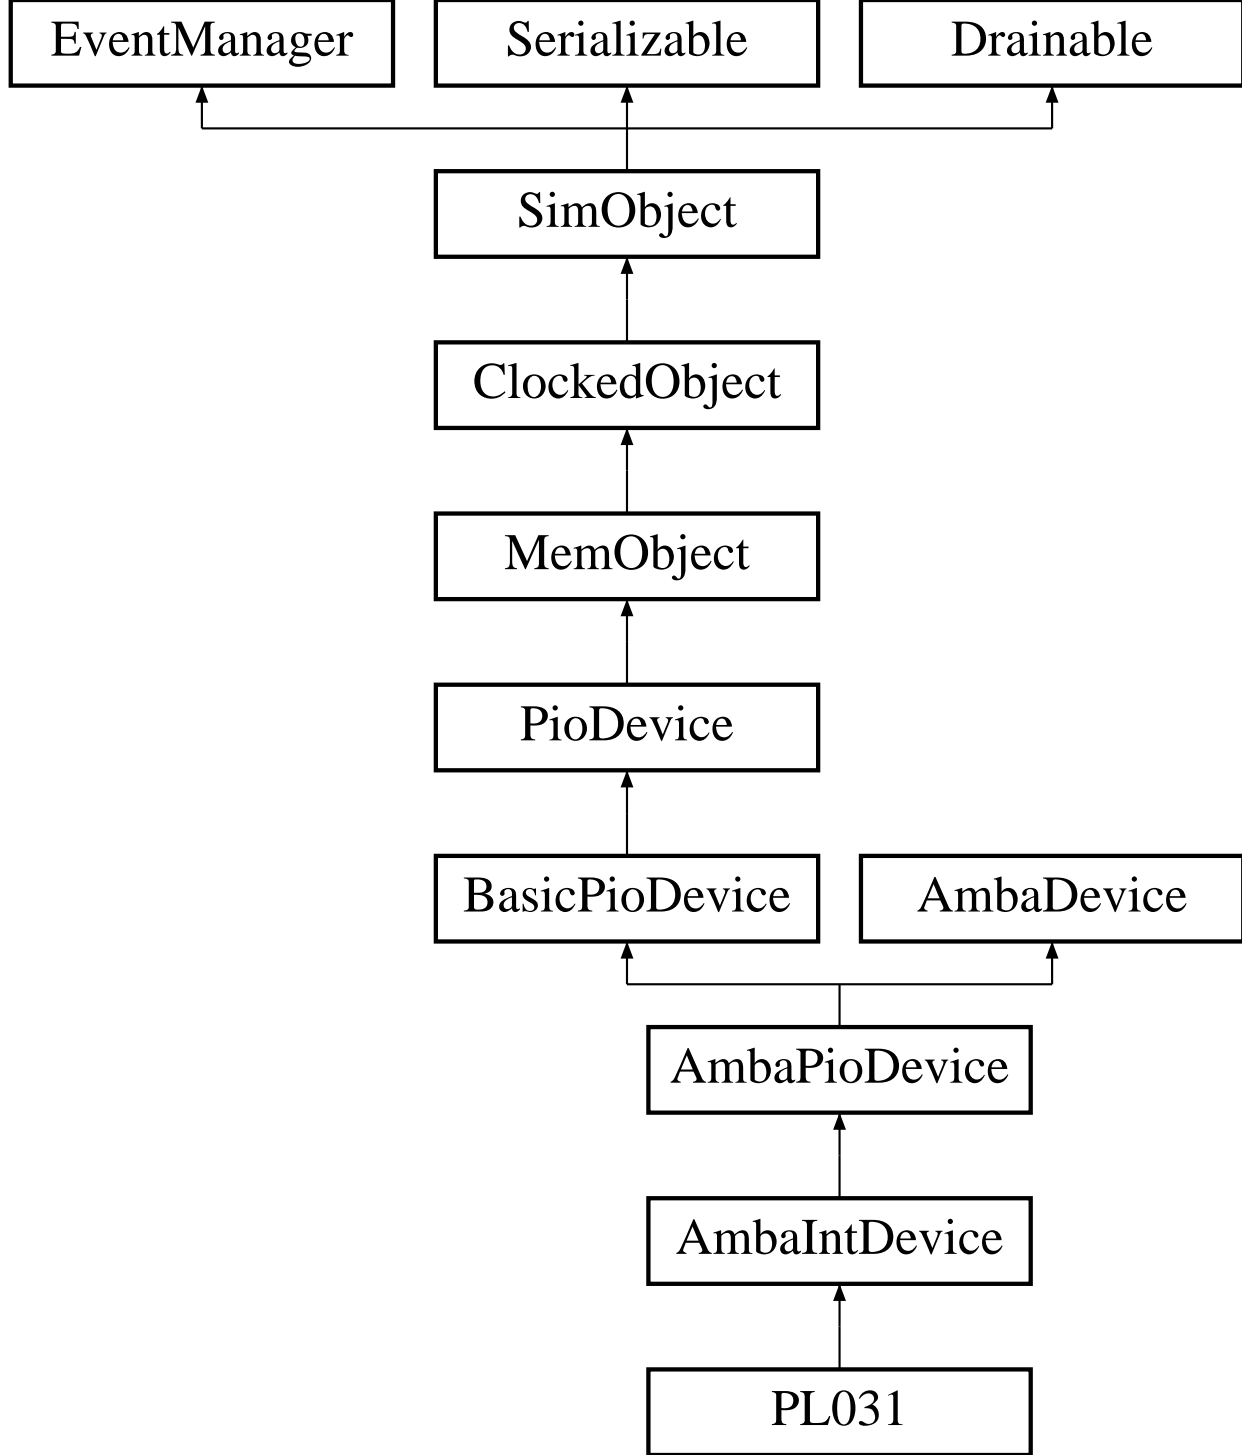 EventManager
Serializable
Drainable
SimObject
ClockedObject
MemObject
PioDevice
BasicPioDevice
AmbaDevice
AmbaPioDevice
AmbaIntDevice
PL031